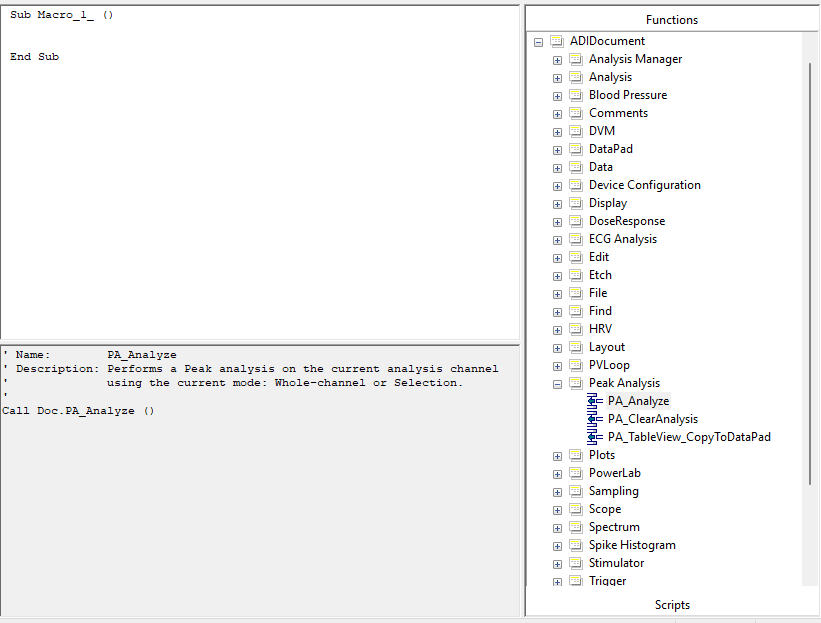 Sub Macro_1_ ()
End Sub
' Name:        PA_Analyze
' Description: Performs a Peak analysis on the current analysis channel
'              using the current mode: Whole-channel or Selection.
'
Call Doc.PA_Analyze ()
Functions
ADIDocument
Analysis Manager
Analysis
Blood Pressure
Comments
DVM
DataPad
Data
Device Configuration
Display
DoseResponse
ECG Analysis
Edit
Etch
File
Find
HRV
Layout
PVLoop
Peak Analysis
PA_Analyze
PA_ClearAnalysis
PA_TableView_CopyToDataPad
Plots
PowerLab
Sampling
Scope
Spectrum
Spike Histogram
Stimulator
Trigger
Scripts